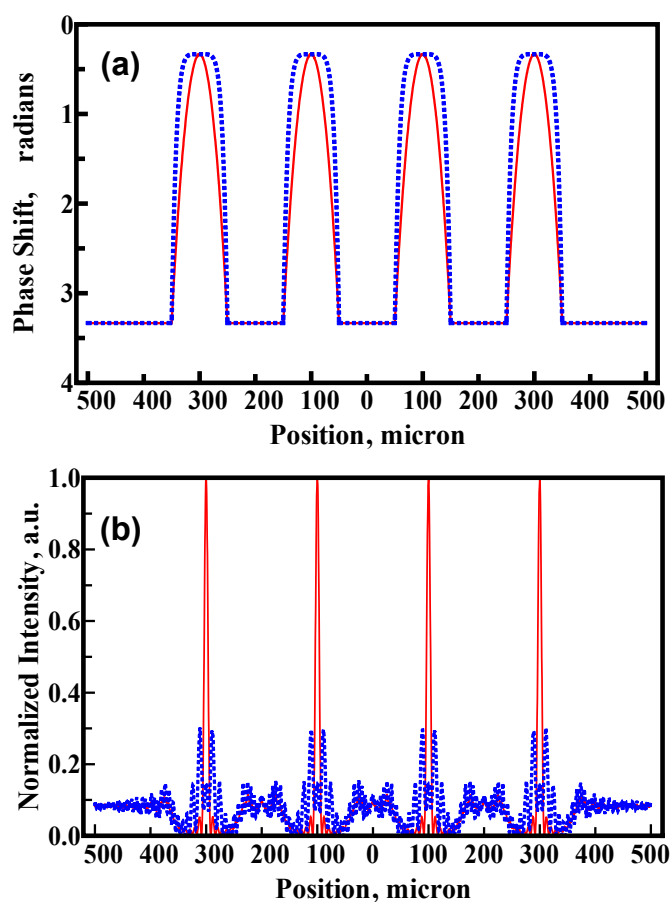 0
(a)
1
2
3
4
Phase Shift, radians
500 400 300 200 100 0 100 200 300 400 500
Position, micron
1.0
(b)
0.8
0.6
0.4
0.2
0.0
Normalized Intensity, a.u.
500 400 300 200 100 0 100 200 300 400 500
Position, micron